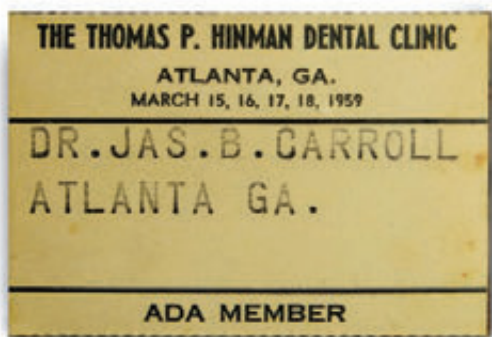 THE THOMAS P. HINMAN DENTAL CLINIC
ATLANTA, GA.
MARCH 15, 16, 17, 18, 1959
DR.JAS.B.CARROLL
ATLANTA GA.
ADA MEMBER